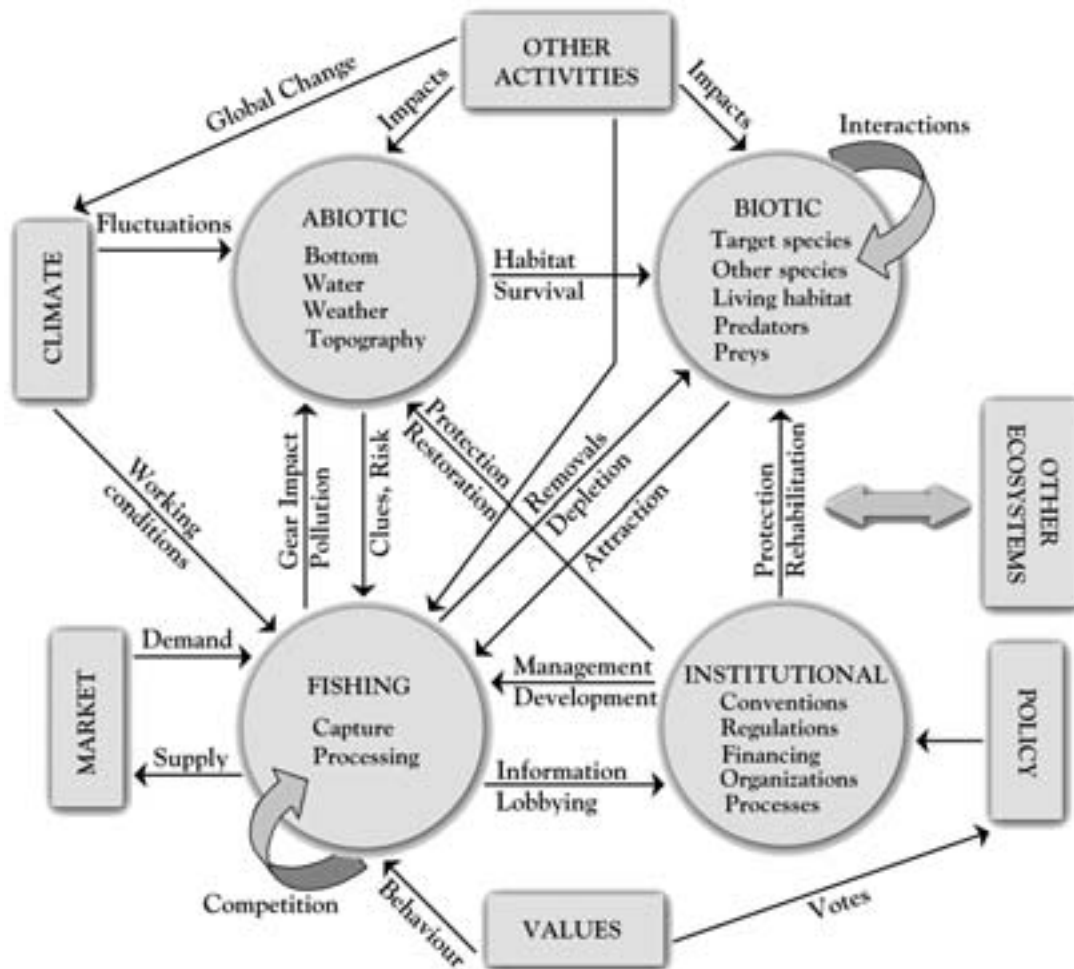 OTHER
ACTIVITIES
Global Change
Impacts
Impacts
Interactions
CLIMATE
Fluctuations
ABIOTIC
Bottom
Water
Weather
Topography
Habitat
Survival
BIOTIC
Target species
Other species
Living habitat
Predators
Preys
Working
conditions
Gear Impact
Pollution
Clues, Risk
Protection
Restoration
Removals
Depletion
Attraction
Protection
Rehabilitation
OTHER
ECOSYSTEMS
MARKET
Demand
Supply
FISHING
Capture
Processing
Management
Development
Information
Lobbying
INSTITUTIONAL
Conventions
Regulations
Financing
Organizations
Processes
POLICY
Competition
Behaviour
VALUES
Votes